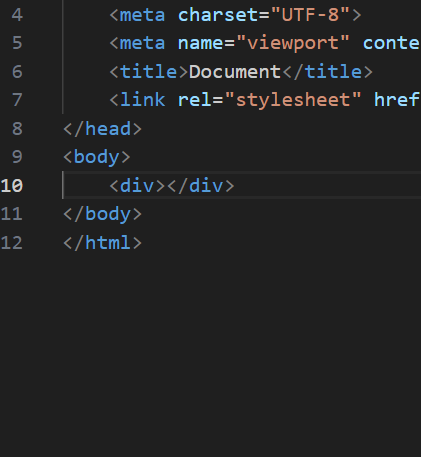 4 <meta charset="UTF-8">
5 <meta name="viewport" conte
6 <title>Document</title>
7 <link rel="stylesheet" href
8 </head>
9 <body>
10 <div></div>
11 </body>
12 </html>